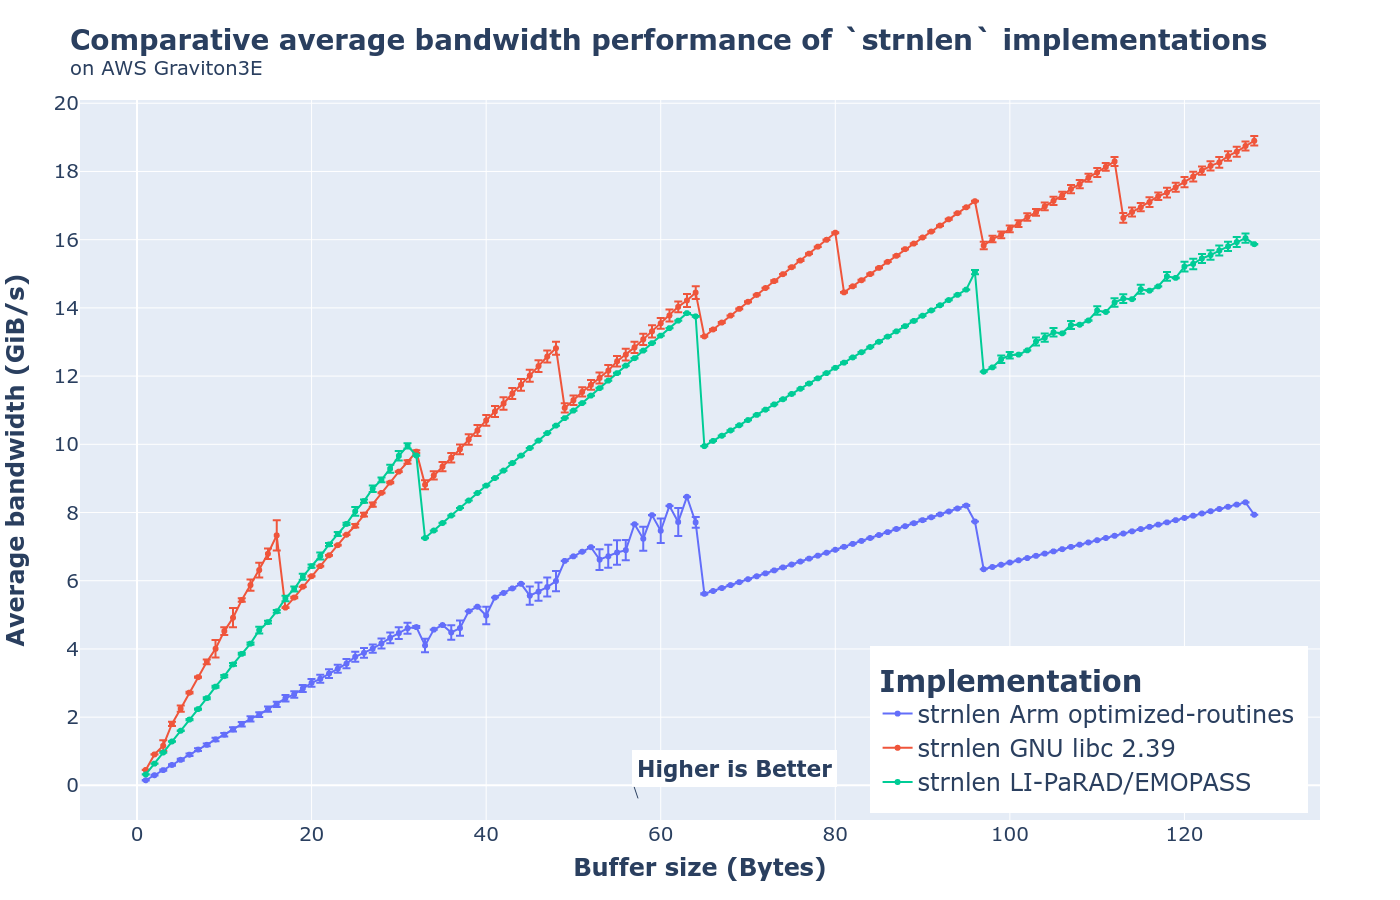 Comparative average bandwidth performance of `strnlen` implementations
on AWS Graviton3E
20
18
16
14
12
10
8
6
4
2
0
Average bandwidth (GiB/s)
0 20 40 60 80 100 120
Buffer size (Bytes)
Higher is Better
Implementation
strnlen Arm optimized-routines
strnlen GNU libc 2.39
strnlen LI-PaRAD/EMOPASS